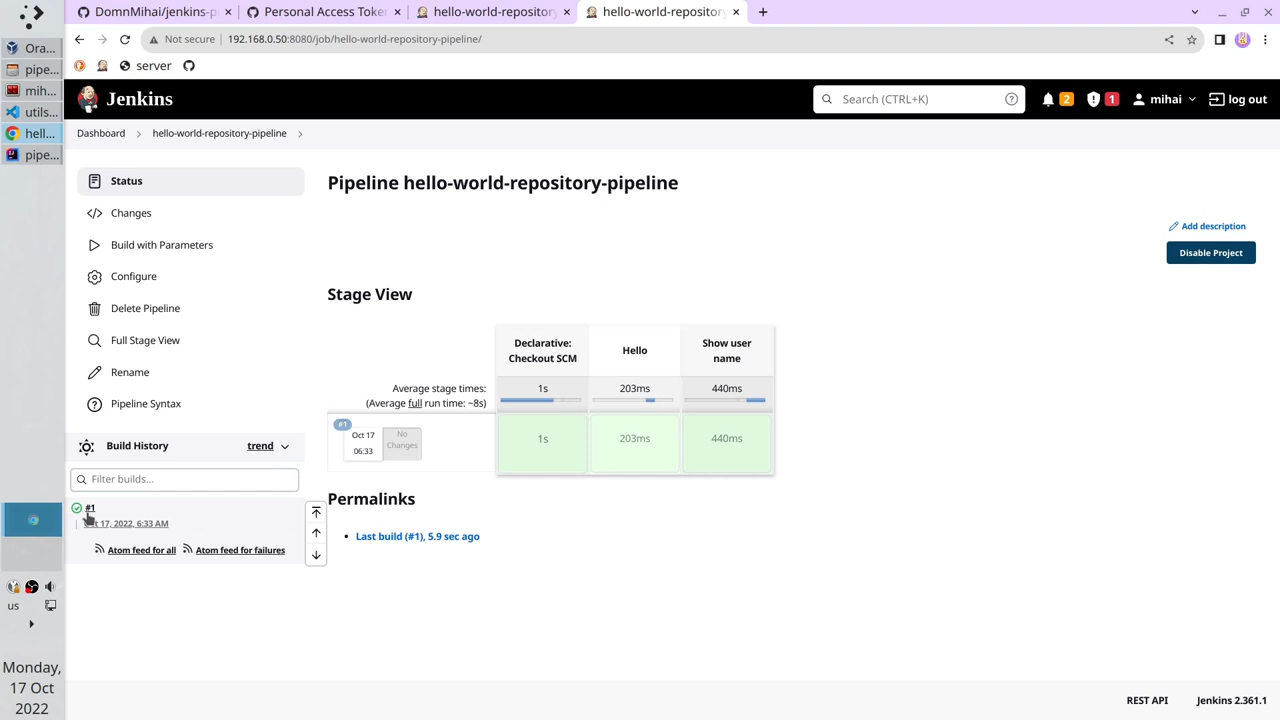 DomnMihai/jenkins-p
Personal Access Toke
hello-world-repository
hello-world-repository
Not secure
192.168.0.50:8080/job/hello-world-repository-pipeline/
server
Ora...
pipe...
mih...
utils...
hell...
pipe...
us
Monday,
17 Oct
2022
Jenkins
Search (CTRL+K)
2
1
mihai
log out
Dashboard
hello-world-repository-pipeline
Status
Changes
Build with Parameters
Configure
Delete Pipeline
Full Stage View
Rename
Pipeline Syntax
Build History
trend
Filter builds...
#1
Oct 17, 2022, 6:33 AM
Atom feed for all
Atom feed for failures
Pipeline hello-world-repository-pipeline
Add description
Disable Project
Stage View
Declarative:
Checkout SCM
Hello
Show user
name
Average stage times:
(Average full run time: ~8s)
1s
203ms
440ms
#1
Oct 17
06:33
No
Changes
1s
203ms
440ms
Permalinks
Last build (#1), 5.9 sec ago
REST API
Jenkins 2.361.1